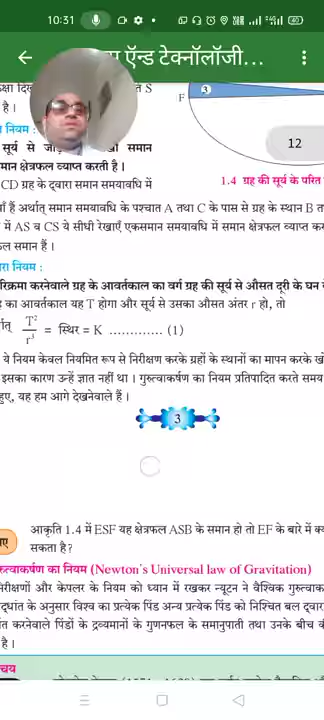 10:31
40
ऍन्ड टेक्नॉलॉजी...
S
है।
F
3
नियम :
सूर्य से समान
मान क्षेत्रफल व्याप्त करती है।
12
CD ग्रह के द्वारा समान समयावधि में
1.4 ग्रह की सूर्य के परित
हैं अर्थात् समान समयावधि के पश्चात A तथा C के पास से ग्रह के स्थान B त
में AS व CS ये सीधी रेखाएँ एकसमान समयावधि में समान क्षेत्रफल व्याप्त कर
ल समान हैं।
रा नियम :
रिक्रमा करनेवाले ग्रह के आवर्तकाल का वर्ग ग्रह की सूर्य से औसत दूरी के घन
ह का आवर्तकाल यह T होगा और सूर्य से उसका औसत अंतर r हो, तो
र्थात् T²/r³ = स्थिर = K ............ (1)
ये नियम केवल नियमित रूप से निरीक्षण करके ग्रहों के स्थानों का मापन करके ख
इसका कारण उन्हें ज्ञात नहीं था। गुरुत्वाकर्षण का नियम प्रतिपादित करते समय
हुए, यह हम आगे देखनेवाले हैं।
3
आकृति 1.4 में ESF यह क्षेत्रफल ASB के समान हो तो EF के बारे में क
सकता है?
रुत्वाकर्षण का नियम (Newton's Universal law of Gravitation)
निरीक्षणों और केपलर के नियम को ध्यान में रखकर न्यूटन ने वैश्विक गुरुत्वाक
द्धांत के अनुसार विश्व का प्रत्येक पिंड अन्य प्रत्येक पिंड को निश्चित बल द्वार
त करनेवाले पिंडों के द्रव्यमानों के गुणनफल के समानुपाती तथा उनके बीच क
है।
चय